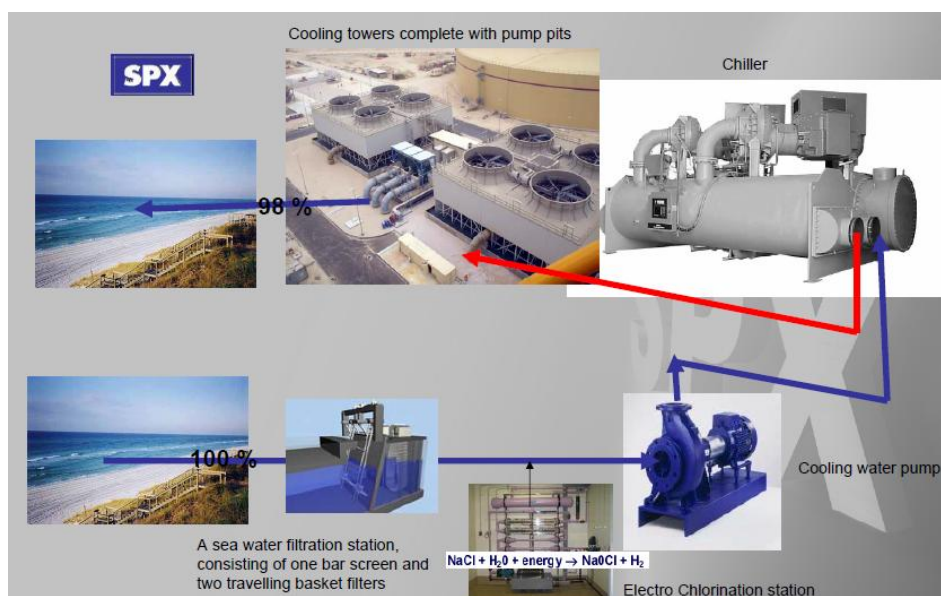 Cooling towers complete with pump pits
SPX
Chiller
98 %
100 %
Cooling water pump
A sea water filtration station,
consisting of one bar screen and
two travelling basket filters
NaCl + H₂0 + energy → Na0Cl + H₂
Electro Chlorination station
SPX